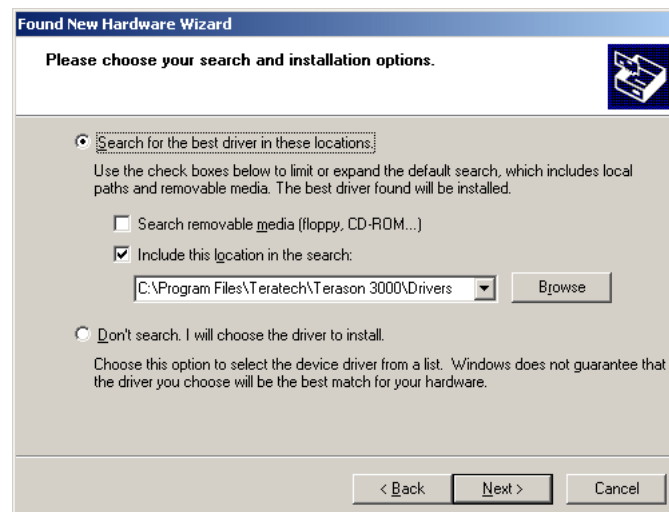 Found New Hardware Wizard
Please choose your search and installation options.
Search for the best driver in these locations.
Use the check boxes below to limit or expand the default search, which includes local
paths and removable media. The best driver found will be installed.
Search removable media (floppy, CD-ROM...)
Include this location in the search:
C:\Program Files\Teratech\Terason 3000\Drivers
Browse
Don't search. I will choose the driver to install.
Choose this option to select the device driver from a list. Windows does not guarantee that
the driver you choose will be the best match for your hardware.
< Back Next > Cancel